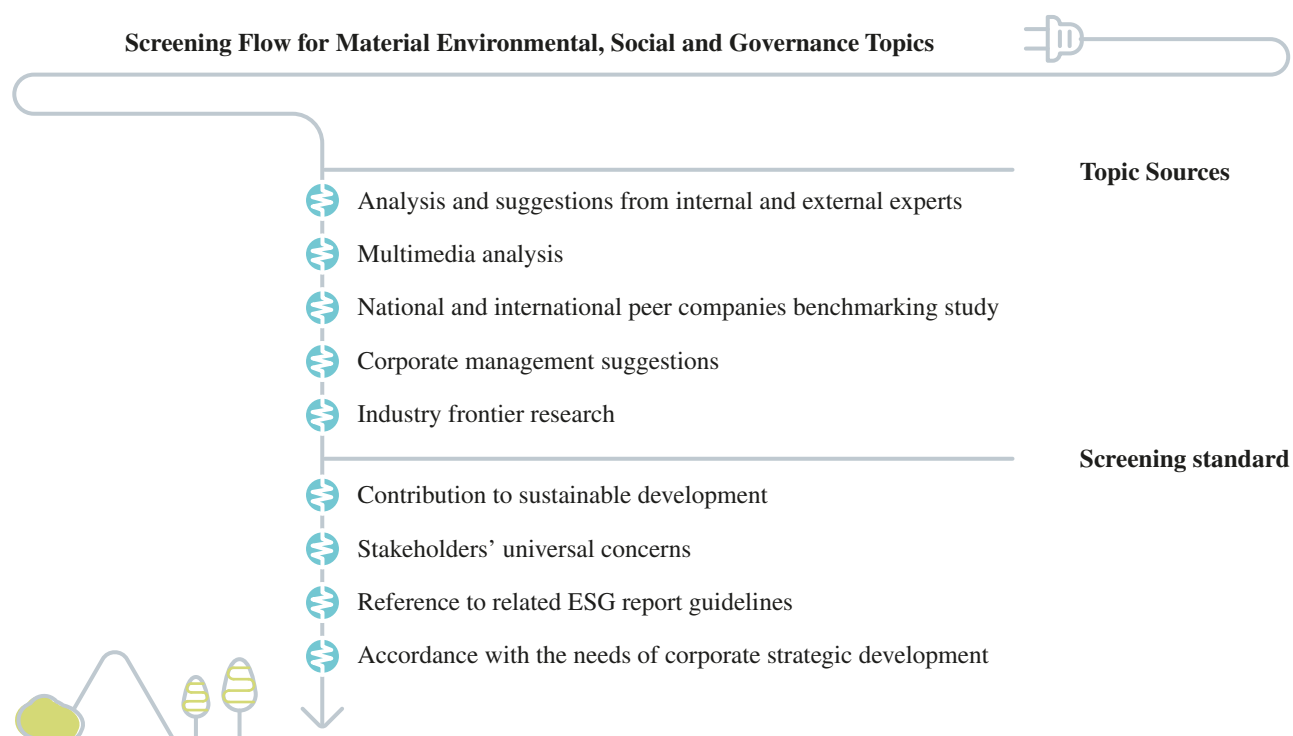 Screening Flow for Material Environmental, Social and Governance Topics
Topic Sources
Analysis and suggestions from internal and external experts
Multimedia analysis
National and international peer companies benchmarking study
Corporate management suggestions
Industry frontier research
Screening standard
Contribution to sustainable development
Stakeholders’ universal concerns
Reference to related ESG report guidelines
Accordance with the needs of corporate strategic development